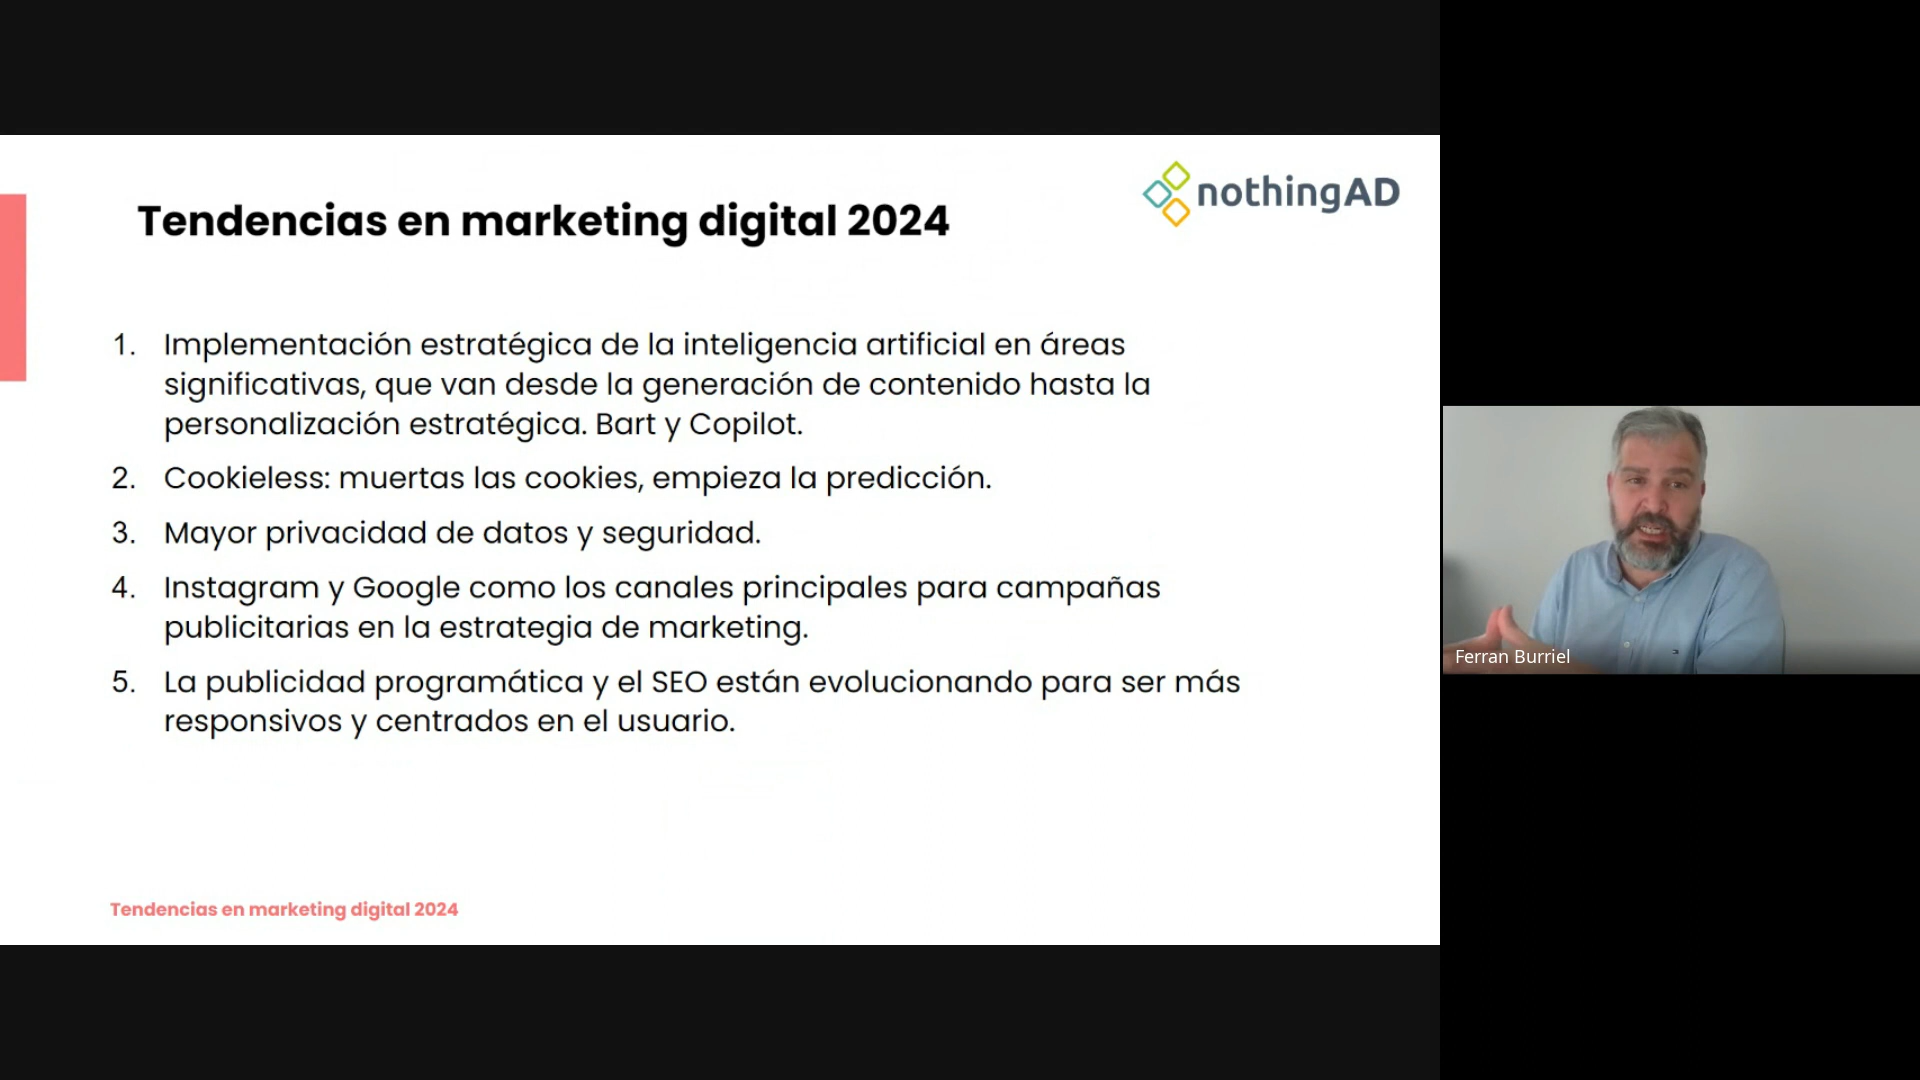 nothingAD
Tendencias en marketing digital 2024
1. Implementación estratégica de la inteligencia artificial en áreas
significativas, que van desde la generación de contenido hasta la
personalización estratégica. Bart y Copilot.
2. Cookieless: muertas las cookies, empieza la predicción.
3. Mayor privacidad de datos y seguridad.
4. Instagram y Google como los canales principales para campañas
publicitarias en la estrategia de marketing.
5. La publicidad programática y el SEO están evolucionando para ser más
responsivos y centrados en el usuario.
Tendencias en marketing digital 2024
Ferran Burriel